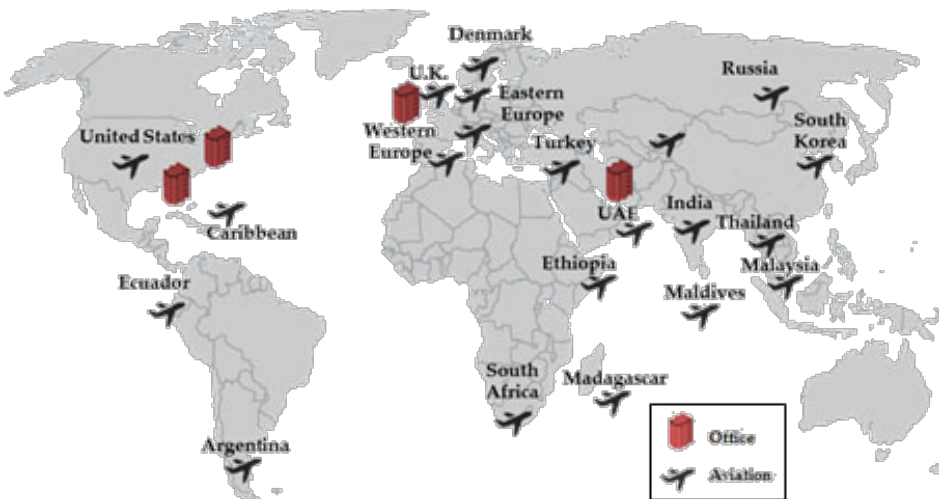 Denmark
U.K.
Russia
Eastern
Europe
United States
Western
Europe
Turkey
South
Korea
UAE
India
Thailand
Caribbean
Ethiopia
Malaysia
Ecuador
Maldives
South
Africa
Madagascar
Argentina
Office
Aviation